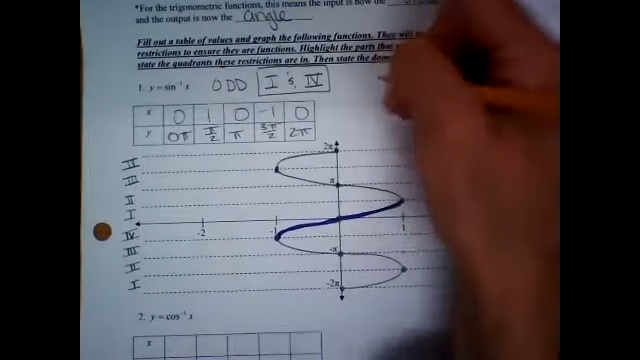 *For the trigonometric functions, this means the input is now the
and the output is now the angle
Fill out a table of values and graph the following functions. They will
restrictions to ensure they are functions. Highlight the parts that
state the quadrants these restrictions are in. Then state the
1. y = sin⁻¹ x ODD I & IV
x 0 1 0 -1 0
y 0π π/2 π 3π/2 2π
2π
III
π
II
I
-2 -1 1
IV
III -π
II
I -2π
2. y = cos⁻¹ x
x